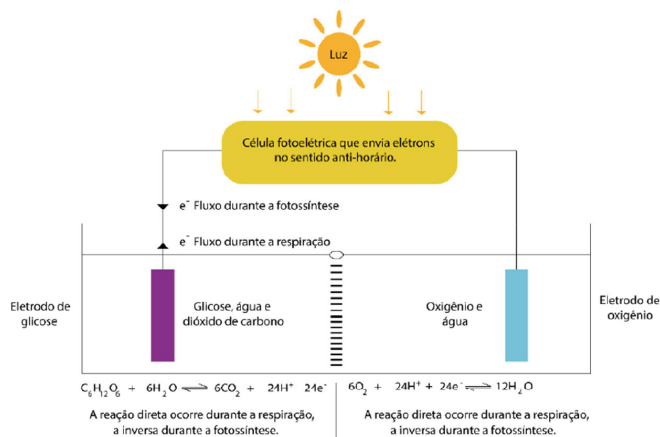 Luz
Célula fotoelétrica que envia elétrons
no sentido anti-horário.
e⁻ Fluxo durante a fotossíntese
e⁻ Fluxo durante a respiração
Eletrodo de
glicose
Glicose, água e
dióxido de carbono
Oxigênio e
água
Eletrodo de
oxigênio
C₆H₁₂O₆ + 6H₂O ⇌ 6CO₂ + 24H⁺ 24e⁻
6O₂ + 24H⁺ + 24e⁻ ⇌ 12H₂O
A reação direta ocorre durante a respiração,
a inversa durante a fotossíntese.
A reação direta ocorre durante a respiração,
a inversa durante a fotossíntese.